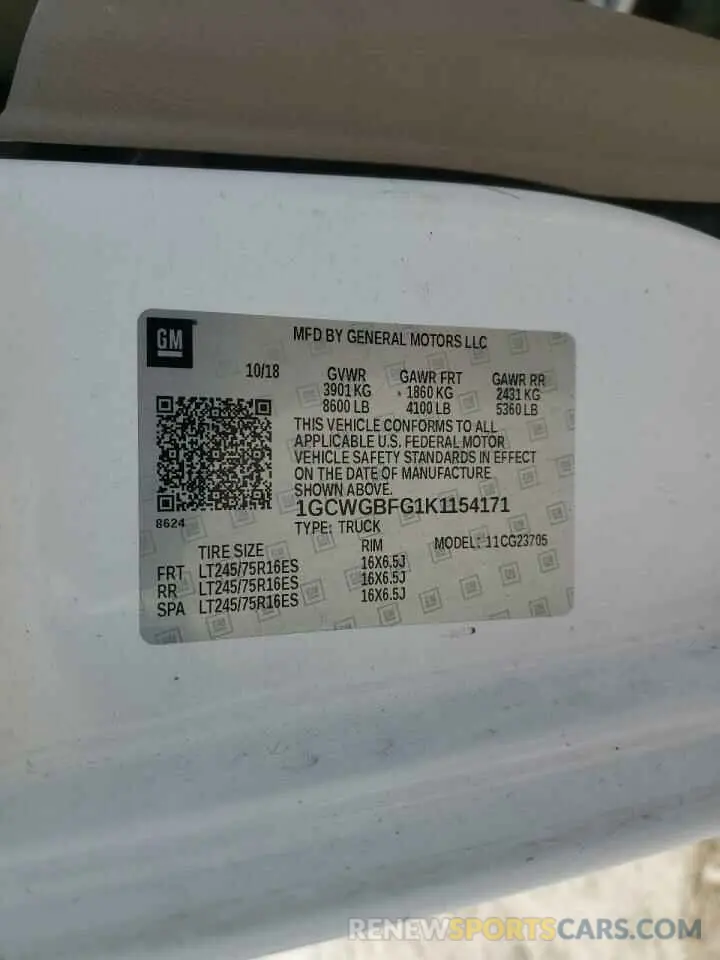 GM
MFD BY GENERAL MOTORS LLC
10/18 GVWR GAWR FRT GAWR RR
3901 KG 1860 KG 2431 KG
8600 LB 4100 LB 5360 LB
THIS VEHICLE CONFORMS TO ALL
APPLICABLE U.S. FEDERAL MOTOR
VEHICLE SAFETY STANDARDS IN EFFECT
ON THE DATE OF MANUFACTURE
SHOWN ABOVE.
1GCWGBFG1K1154171
8624
TYPE: TRUCK MODEL: 11CG23705
TIRE SIZE RIM
FRT LT245/75R16ES 16X6.5J
RR LT245/75R16ES 16X6.5J
SPA LT245/75R16ES 16X6.5J
RENEWSPORTSCARS.COM